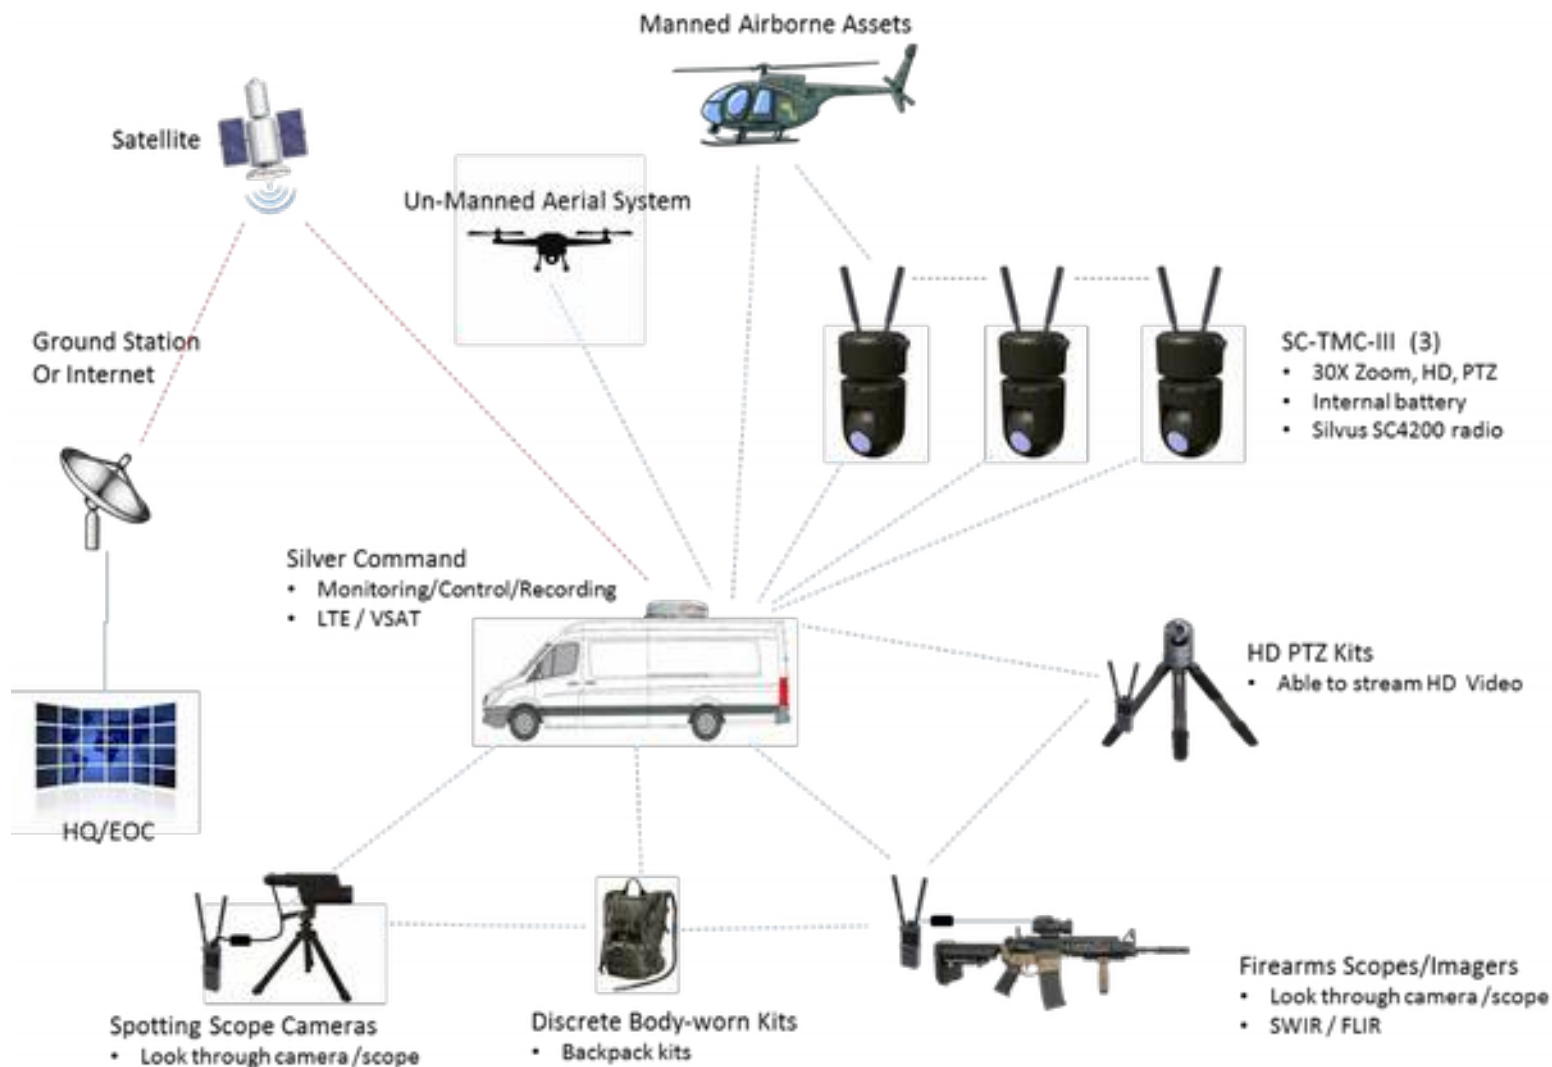 Manned Airborne Assets
Satellite
Un-Manned Aerial System
Ground Station
Or Internet
SC-TMC-III (3)
• 30X Zoom, HD, PTZ
• Internal battery
• Silvus SC4200 radio
Silver Command
• Monitoring/Control/Recording
• LTE / VSAT
HD PTZ Kits
• Able to stream HD Video
HQ/EOC
Firearms Scopes/Imagers
• Look through camera /scope
• SWIR / FLIR
Spotting Scope Cameras
• Look through camera /scope
Discrete Body-worn Kits
• Backpack kits